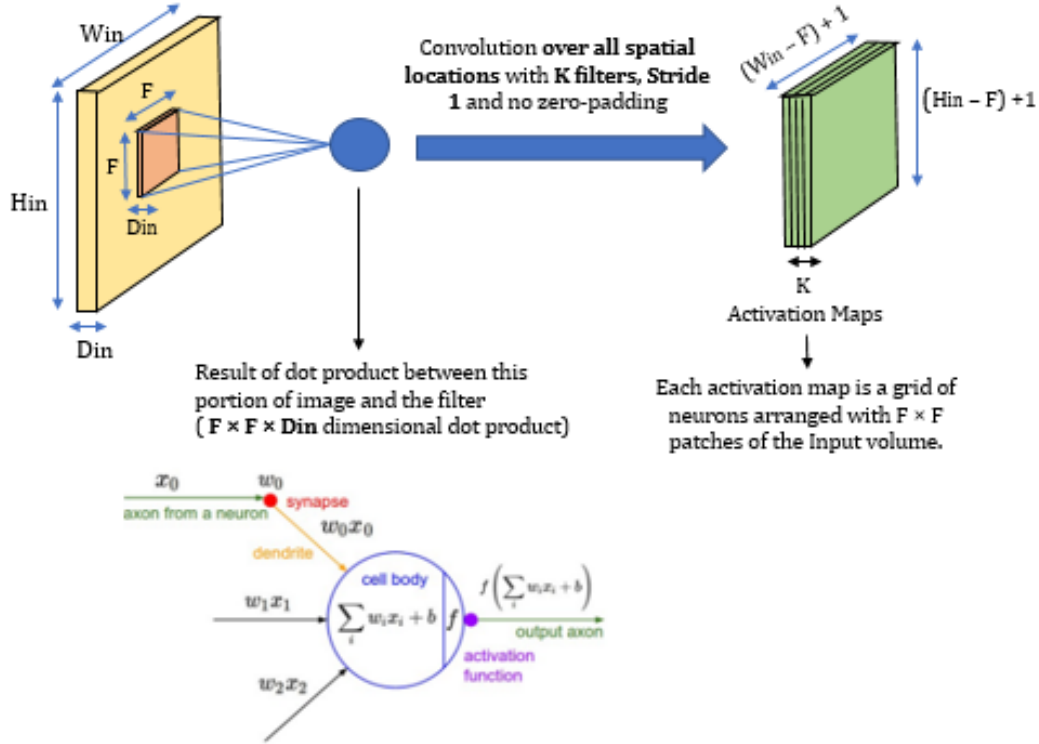 Win
F
F
Din
Hin
Din
Convolution over all spatial
locations with K filters, Stride
1 and no zero-padding
(Win – F) + 1
(Hin – F) +1
K
Activation Maps
Result of dot product between this
portion of image and the filter
( F × F × Din dimensional dot product)
Each activation map is a grid of
neurons arranged with F × F
patches of the Input volume.
x₀
w₀
axon from a neuron
synapse
w₀x₀
dendrite
cell body
f(∑ᵢ wᵢxᵢ + b)
w₁x₁
∑ᵢ wᵢxᵢ + b
f
output axon
activation
function
w₂x₂